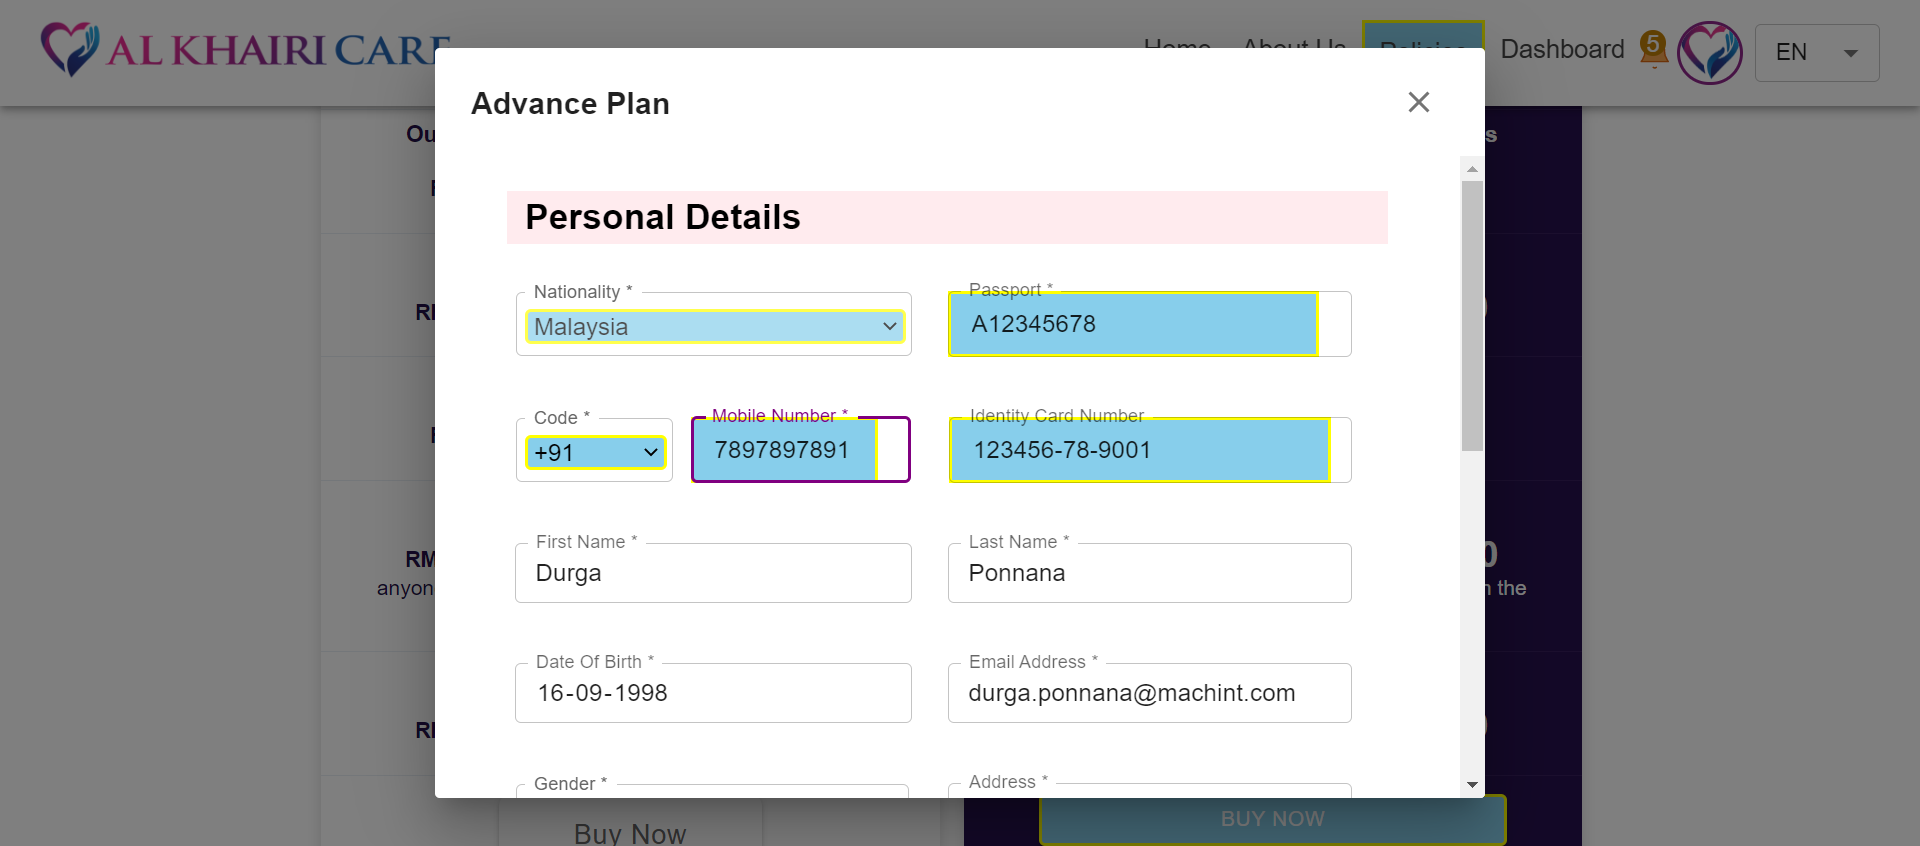 AL KHAIRI CARE
Home About Us Policies Dashboard 5 EN
Advance Plan
Personal Details
Nationality *
Malaysia
Passport *
A12345678
Code *
+91
Mobile Number *
7897897891
Identity Card Number
123456-78-9001
First Name *
Durga
Last Name *
Ponnana
Date Of Birth *
16-09-1998
Email Address *
durga.ponnana@machint.com
Gender *
Address *
Ou
RM
anyon
the
Buy Now
BUY NOW